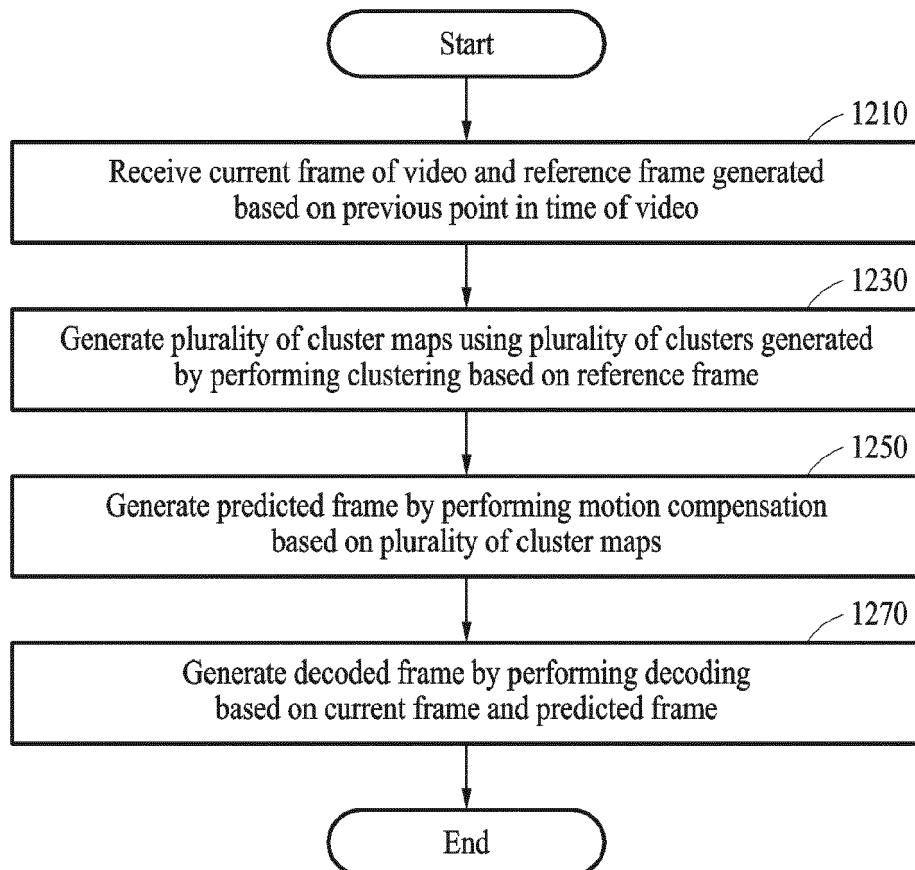 Start
1210
Receive current frame of video and reference frame generated
based on previous point in time of video
1230
Generate plurality of cluster maps using plurality of clusters generated
by performing clustering based on reference frame
1250
Generate predicted frame by performing motion compensation
based on plurality of cluster maps
1270
Generate decoded frame by performing decoding
based on current frame and predicted frame
End